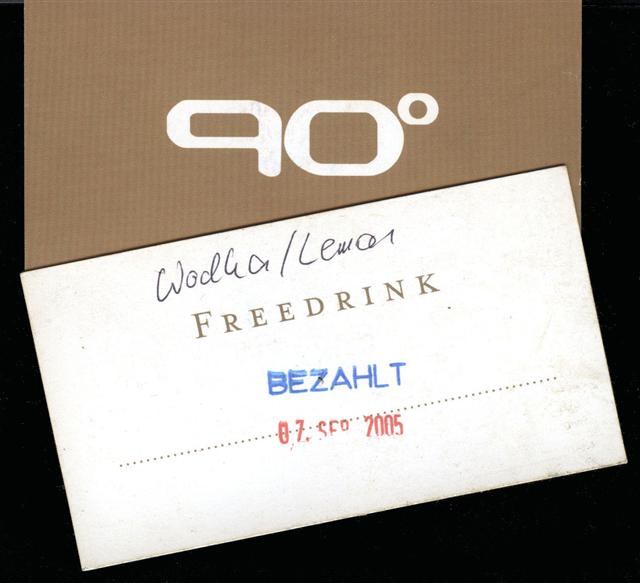 90°
Wodka/Lemon
FREEDRINK
BEZAHLT
07. SEP. 2005